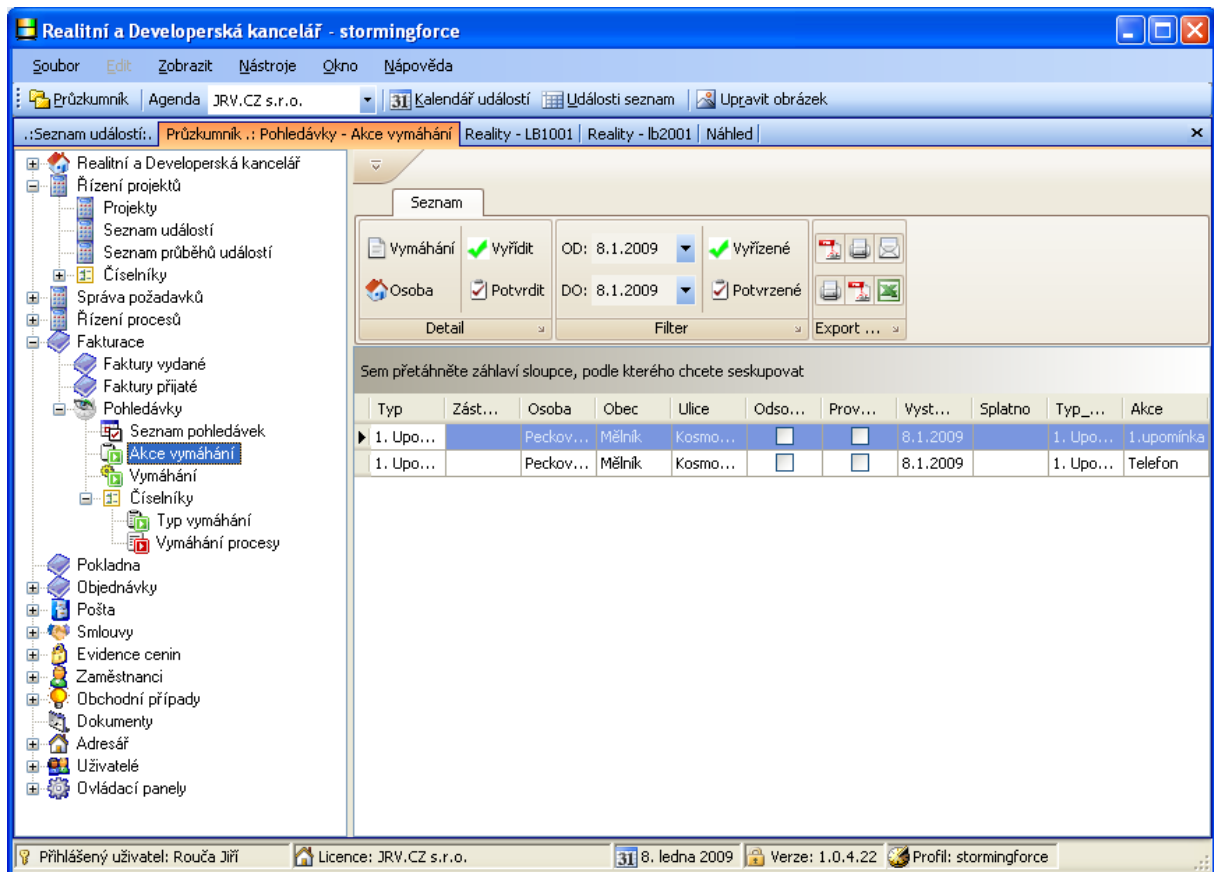 Realitní a Developerská kancelář - stormingforce
Soubor Edit Zobrazit Nástroje Okno Nápověda
Průzkumník Agenda JRV.CZ s.r.o. 31 Kalendář událostí Události seznam Upravit obrázek
.:Seznam událostí:. Průzkumník .: Pohledávky - Akce vymáhání Reality - LB1001 Reality - lb2001 Náhled
Realitní a Developerská kancelář
Řízení projektů
Projekty
Seznam událostí
Seznam průběhů událostí
Číselníky
Správa požadavků
Řízení procesů
Fakturace
Faktury vydané
Faktury přijaté
Pohledávky
Seznam pohledávek
Akce vymáhání
Vymáhání
Číselníky
Typ vymáhání
Vymáhání procesy
Pokladna
Objednávky
Pošta
Smlouvy
Evidence cenin
Zaměstnanci
Obchodní případy
Dokumenty
Adresář
Uživatelé
Ovládací panely
Seznam
Vymáhání Vyřídit OD: 8.1.2009 Vyřízené
Osoba Potvrdit DO: 8.1.2009 Potvrzené
Detail Filter Export ...
Sem přetáhněte záhlaví sloupce, podle kterého chcete seskupovat
Typ Zást... Osoba Obec Ulice Odso... Prov... Vyst... Splatno Typ_... Akce
1. Upo... Peckov... Mělník Kosmo... 8.1.2009 1. Upo... 1.upomínka
1. Upo... Peckov... Mělník Kosmo... 8.1.2009 1. Upo... Telefon
Přihlášený uživatel: Rouča Jiří Licence: JRV.CZ s.r.o. 31 8. ledna 2009 Verze: 1.0.4.22 Profil: stormingforce